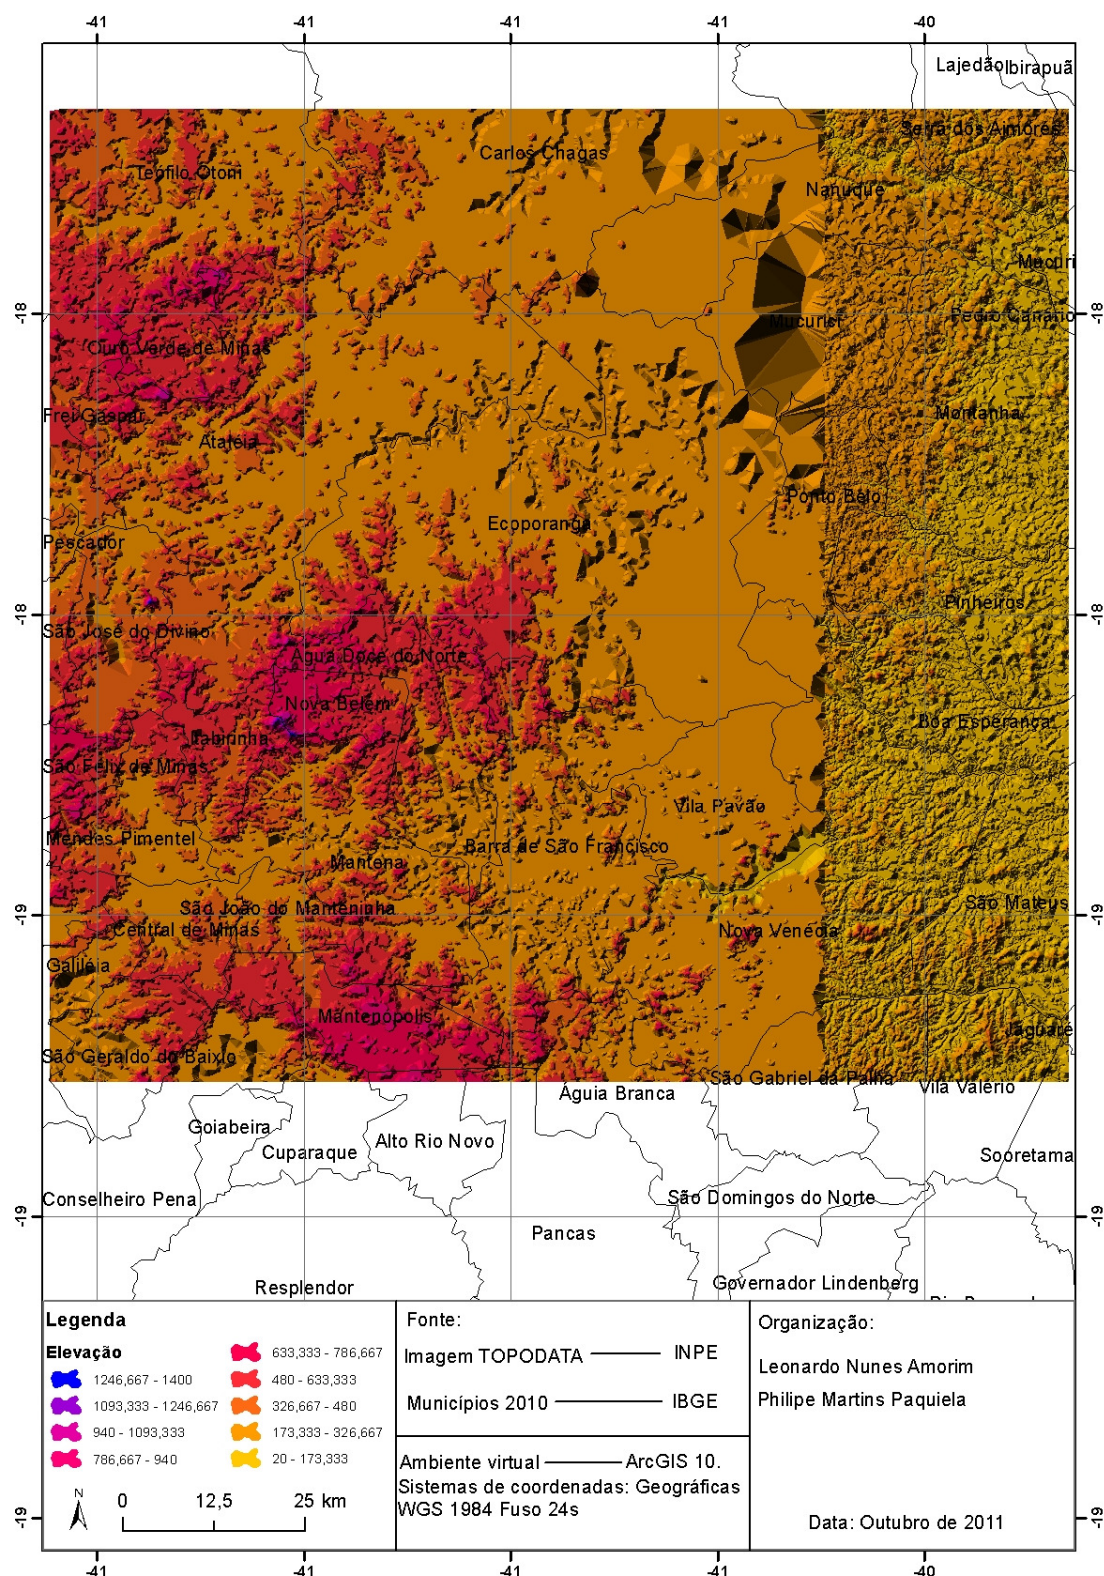 -41 -41 -41 -41 -40
Lajedão Ibirapuã
Serra dos Aimorés
Carlos Chagas
Teófilo Otoni
Nanuque
Mucuri
-18 -18
Pedro Canário
Mucurici
Ouro Verde de Minas
Frei Gaspar
Montanha
Ataléia
Ponto Belo
Ecoporanga
Pescador
Pinheiros
-18 -18
São José do Divino
Água Doce do Norte
Nova Belém
Boa Esperança
Itabirinha
São Félix de Minas
Vila Pavão
Mendes Pimentel
Barra de São Francisco
Mantena
São Mateus
São João do Manteninha
-19 -19
Central de Minas
Nova Venécia
Galiléia
Mantenópolis
Jaguaré
São Geraldo do Baixio
São Gabriel da Palha
Vila Valério
Águia Branca
Goiabeira
Alto Rio Novo
Cuparaque
Sooretama
Conselheiro Pena
São Domingos do Norte
-19 -19
Pancas
Governador Lindenberg
Resplendor
Legenda
Elevação
1246,667 - 1400
1093,333 - 1246,667
940 - 1093,333
786,667 - 940
633,333 - 786,667
480 - 633,333
326,667 - 480
173,333 - 326,667
20 - 173,333
N
0 12,5 25 km
Fonte:
Imagem TOPODATA INPE
Municípios 2010 IBGE
Ambiente virtual ArcGIS 10.
Sistemas de coordenadas: Geográficas
WGS 1984 Fuso 24s
Organização:
Leonardo Nunes Amorim
Philipe Martins Paquiela
Data: Outubro de 2011
-19 -19
-41 -41 -41 -41 -40